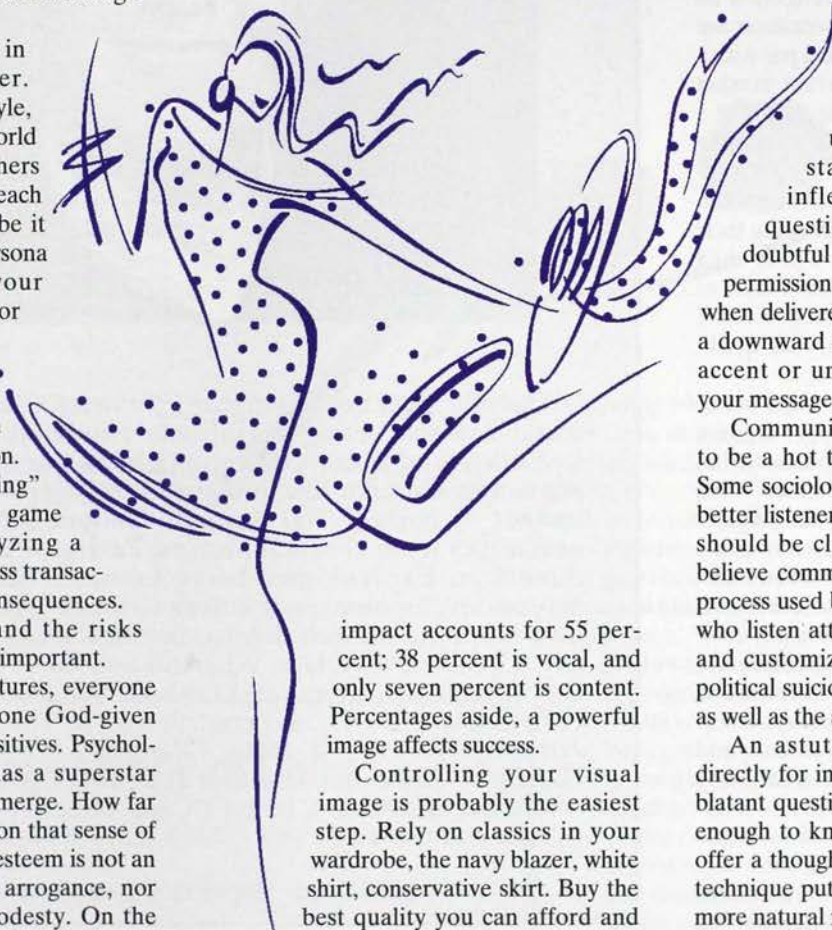 in
er.
yle,
orld
hers
each
be it
rsona
your
or
n.
ing”
game
yzing a
ss transac-
nsequences.
and the risks
important.
tures, everyone
one God-given
sitives. Psychol-
as a superstar
merge. How far
on that sense of
esteem is not an
arrogance, nor
odesty. On the
impact accounts for 55 per-
cent; 38 percent is vocal, and
only seven percent is content.
Percentages aside, a powerful
image affects success.
Controlling your visual
image is probably the easiest
step. Rely on classics in your
wardrobe, the navy blazer, white
shirt, conservative skirt. Buy the
best quality you can afford and
sta
infle
questi
doubtful
permission
when delivere
a downward
accent or un
your message
Communi
to be a hot t
Some sociolo
better listener
should be cl
believe comm
process used b
who listen att
and customiz
political suici
as well as the
An astut
directly for in
blatant questi
enough to kn
offer a though
technique put
more natural